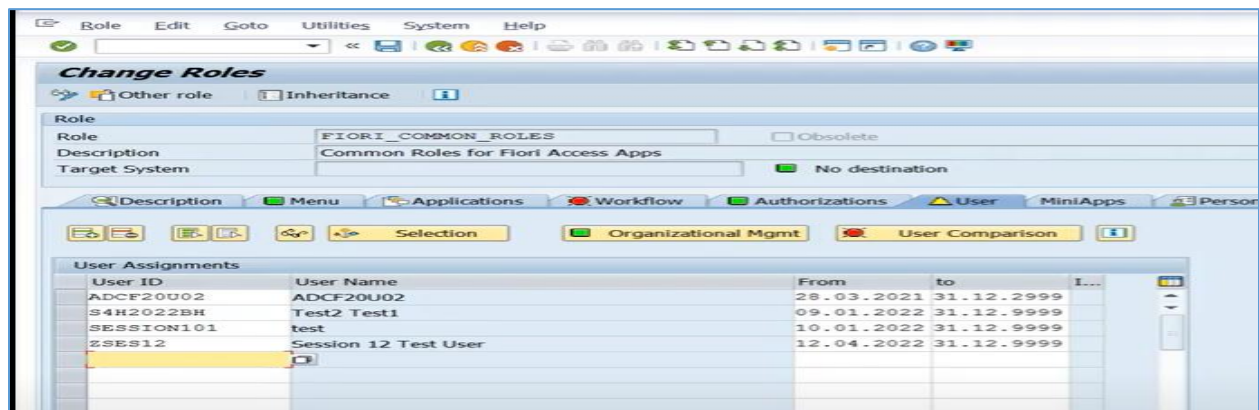 Role Edit Goto Utilities System Help
Change Roles
Other role Inheritance
Role
Role FIORI_COMMON_ROLES Obsolete
Description Common Roles for Fiori Access Apps
Target System No destination
Description Menu Applications Workflow Authorizations User MiniApps Person
Selection Organizational Mgmt User Comparison
User Assignments
User ID User Name From to I...
ADCF20U02 ADCF20U02 28.03.2021 31.12.2999
S4H2022BH Test2 Test1 09.01.2022 31.12.9999
SESSION101 test 10.01.2022 31.12.9999
ZSES12 Session 12 Test User 12.04.2022 31.12.9999